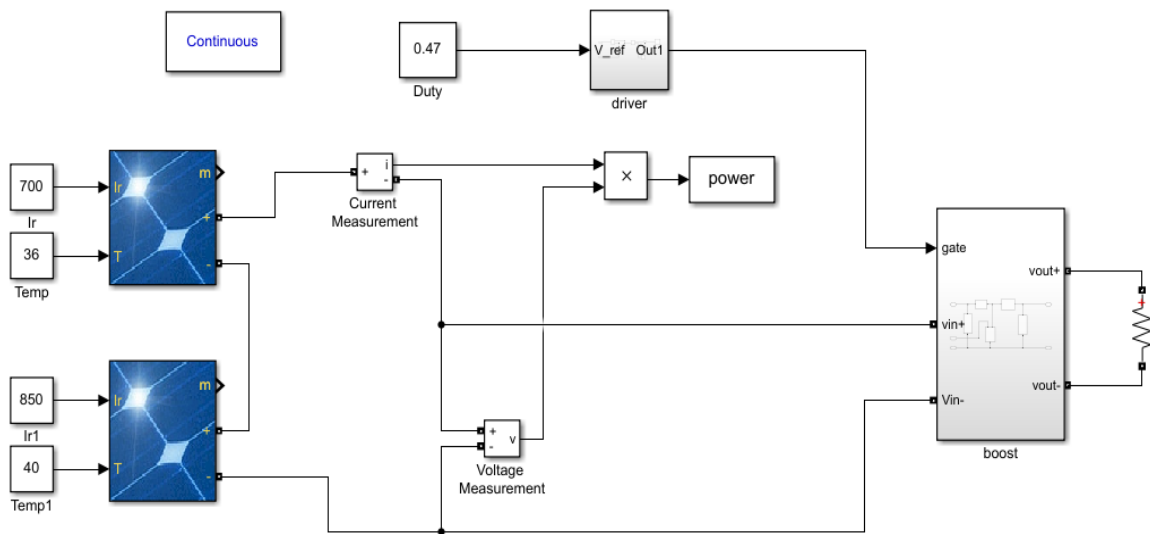 Continuous
0.47
Duty
V_ref
Out1
driver
700
Ir
36
Temp
Ir
T
m
+
-
+
i
-
Current
Measurement
×
power
850
Ir1
40
Temp1
Ir
T
m
+
-
+
-
v
Voltage
Measurement
gate
vin+
Vin-
vout+
vout-
boost
+